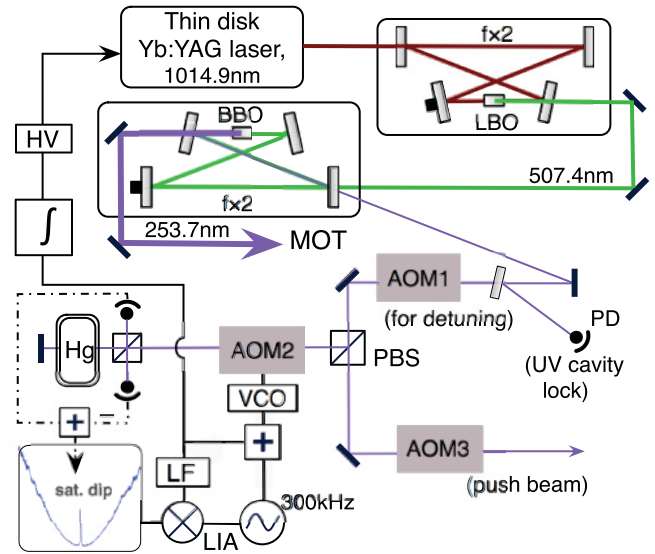 Thin disk
Yb:YAG laser,
1014.9nm
f×2
LBO
HV
BBO
f×2
507.4nm
253.7nm
MOT
∫
AOM1
(for detuning)
PD
(UV cavity
lock)
Hg
AOM2
PBS
VCO
+
−
+
AOM3
(push beam)
sat. dip
LF
300kHz
LIA